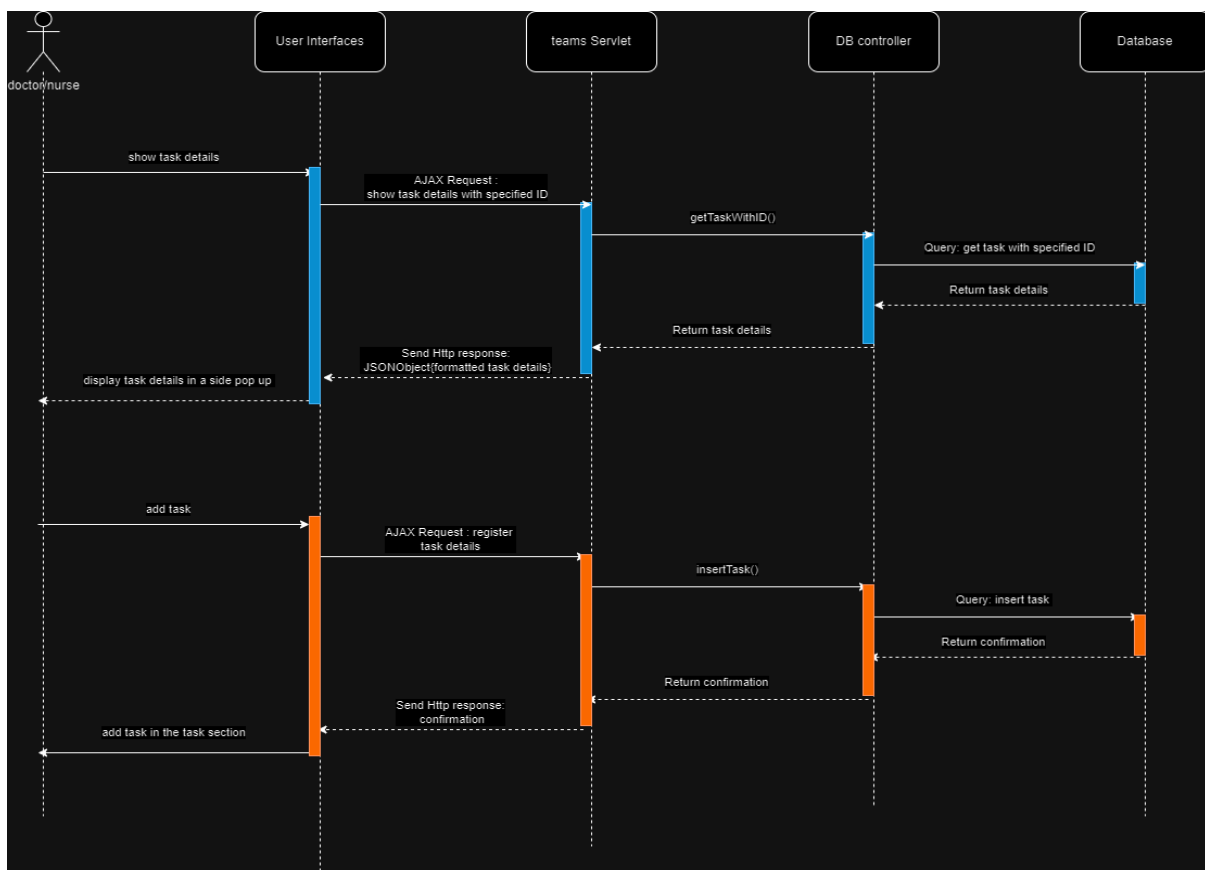 User Interfaces
teams Servlet
DB controller
Database
doctor/nurse
show task details
AJAX Request :
show task details with specified ID
getTaskWithID()
Query: get task with specified ID
Return task details
Return task details
Send Http response:
JSONObject{formatted task details}
display task details in a side pop up
add task
AJAX Request : register
task details
insertTask()
Query: insert task
Return confirmation
Return confirmation
Send Http response:
confirmation
add task in the task section